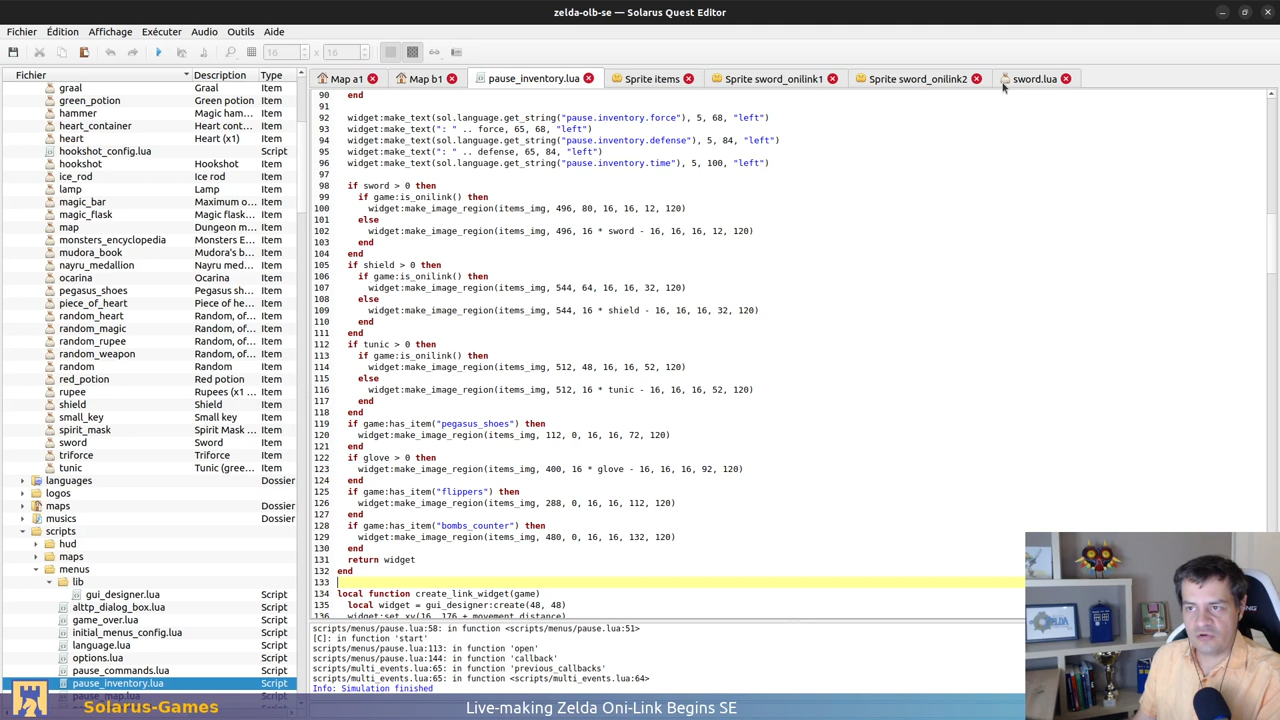 zelda-olb-se — Solarus Quest Editor
Fichier Édition Affichage Exécuter Audio Outils Aide
16 x 16
Fichier Description Type
Map a1 Map b1 pause_inventory.lua Sprite items Sprite sword_onilink1 Sprite sword_onilink2 sword.lua
graal Graal Item
green_potion Green potion Item
hammer Magic ham... Item
heart_container Heart cont... Item
heart Heart (x1) Item
hookshot_config.lua Script
hookshot Hookshot Item
ice_rod Ice rod Item
lamp Lamp Item
magic_bar Maximum o... Item
magic_flask Magic flask... Item
map Dungeon m... Item
monsters_encyclopedia Monsters E... Item
mudora_book Mudora's b... Item
nayru_medallion Nayru med... Item
ocarina Ocarina Item
pegasus_shoes Pegasus sh... Item
piece_of_heart Piece of he... Item
random_heart Random, of... Item
random_magic Random, of... Item
random_rupee Random, of... Item
random_weapon Random, of... Item
random Random Item
red_potion Red potion Item
rupee Rupees (x1 ... Item
shield Shield Item
small_key Small key Item
spirit_mask Spirit Mask ... Item
sword Sword Item
triforce Triforce Item
tunic Tunic (gree... Item
languages Dossier
logos Dossier
maps Dossier
musics Dossier
scripts Dossier
hud Dossier
maps Dossier
menus Dossier
lib Dossier
gui_designer.lua Script
alttp_dialog_box.lua Script
game_over.lua Script
initial_menus_config.lua Script
language.lua Script
options.lua Script
pause_commands.lua Script
pause_inventory.lua Script
pause_map.lua
90 end
91
92 widget:make_text(sol.language.get_string("pause.inventory.force"), 5, 68, "left")
93 widget:make_text(": " .. force, 65, 68, "left")
94 widget:make_text(sol.language.get_string("pause.inventory.defense"), 5, 84, "left")
95 widget:make_text(": " .. defense, 65, 84, "left")
96 widget:make_text(sol.language.get_string("pause.inventory.time"), 5, 100, "left")
97
98 if sword > 0 then
99 if game:is_onilink() then
100 widget:make_image_region(items_img, 496, 80, 16, 16, 12, 120)
101 else
102 widget:make_image_region(items_img, 496, 16 * sword - 16, 16, 16, 12, 120)
103 end
104 end
105 if shield > 0 then
106 if game:is_onilink() then
107 widget:make_image_region(items_img, 544, 64, 16, 16, 32, 120)
108 else
109 widget:make_image_region(items_img, 544, 16 * shield - 16, 16, 16, 32, 120)
110 end
111 end
112 if tunic > 0 then
113 if game:is_onilink() then
114 widget:make_image_region(items_img, 512, 48, 16, 16, 52, 120)
115 else
116 widget:make_image_region(items_img, 512, 16 * tunic - 16, 16, 16, 52, 120)
117 end
118 end
119 if game:has_item("pegasus_shoes") then
120 widget:make_image_region(items_img, 112, 0, 16, 16, 72, 120)
121 end
122 if glove > 0 then
123 widget:make_image_region(items_img, 400, 16 * glove - 16, 16, 16, 92, 120)
124 end
125 if game:has_item("flippers") then
126 widget:make_image_region(items_img, 288, 0, 16, 16, 112, 120)
127 end
128 if game:has_item("bombs_counter") then
129 widget:make_image_region(items_img, 480, 0, 16, 16, 132, 120)
130 end
131 return widget
132 end
133
134 local function create_link_widget(game)
135 local widget = gui_designer:create(48, 48)
136 widget:set_xy(16, 176 + movement_distance)
scripts/menus/pause.lua:58: in function <scripts/menus/pause.lua:51>
[C]: in function 'start'
scripts/menus/pause.lua:113: in function 'open'
scripts/menus/pause.lua:144: in function 'callback'
scripts/multi_events.lua:65: in function 'previous_callbacks'
scripts/multi_events.lua:65: in function <scripts/multi_events.lua:64>
Info: Simulation finished
Solarus-Games Live-making Zelda Oni-Link Begins SE